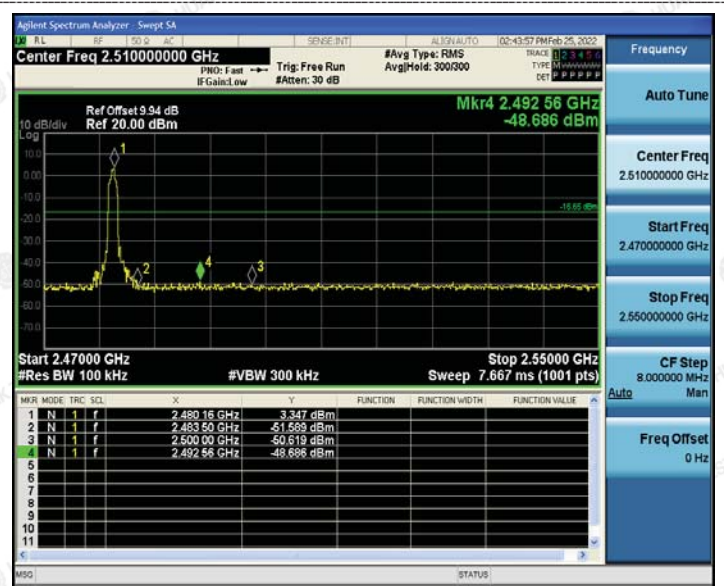 Agilent Spectrum Analyzer - Swept SA
RL RF 50 Ω AC SENSE:INT ALIGN AUTO 02:43:57 PM Feb 25, 2022
Center Freq 2.510000000 GHz
PNO: Fast
IFGain:Low
Trig: Free Run
#Atten: 30 dB
#Avg Type: RMS
Avg|Hold: 300/300
TRACE 1 2 3 4 5 6
TYPE M
DET P P P P P P
Ref Offset 9.94 dB
Ref 20.00 dBm
10 dB/div
Log
Mkr4 2.492 56 GHz
-48.686 dBm
10.0
0.00
-10.0
-20.0
-30.0
-40.0
-50.0
-60.0
-70.0
1
2
4
3
-16.65 dBm
Start 2.47000 GHz
Stop 2.55000 GHz
#Res BW 100 kHz
#VBW 300 kHz
Sweep 7.667 ms (1001 pts)
MKR MODE TRC SCL X Y FUNCTION FUNCTION WIDTH FUNCTION VALUE
1 N 1 f 2.480 16 GHz 3.347 dBm
2 N 1 f 2.483 50 GHz -51.589 dBm
3 N 1 f 2.500 00 GHz -50.619 dBm
4 N 1 f 2.492 56 GHz -48.686 dBm
5
6
7
8
9
10
11
MSG
STATUS
Frequency
Auto Tune
Center Freq
2.510000000 GHz
Start Freq
2.470000000 GHz
Stop Freq
2.550000000 GHz
CF Step
8.000000 MHz
Auto Man
Freq Offset
0 Hz